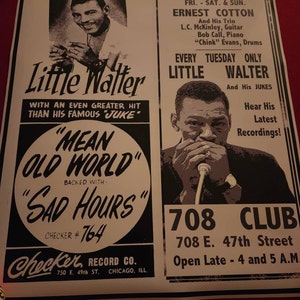 Little Walter
WITH AN EVEN GREATER HIT
THAN HIS FAMOUS "JUKE"
"MEAN
OLD WORLD"
BACKED WITH
"SAD HOURS"
CHECKER # 764
Checker RECORD CO.
750 E. 49th ST. CHICAGO, ILL.
FRI. - SAT. & SUN.
ERNEST COTTON
And His Trio
L.C. McKinley, Guitar
Bob Call, Piano
"Chink" Evans, Drums
EVERY TUESDAY ONLY
LITTLE WALTER
And His JUKES
Hear His
Latest
Recordings!
708 CLUB
708 E. 47th Street
Open Late - 4 and 5 A.M